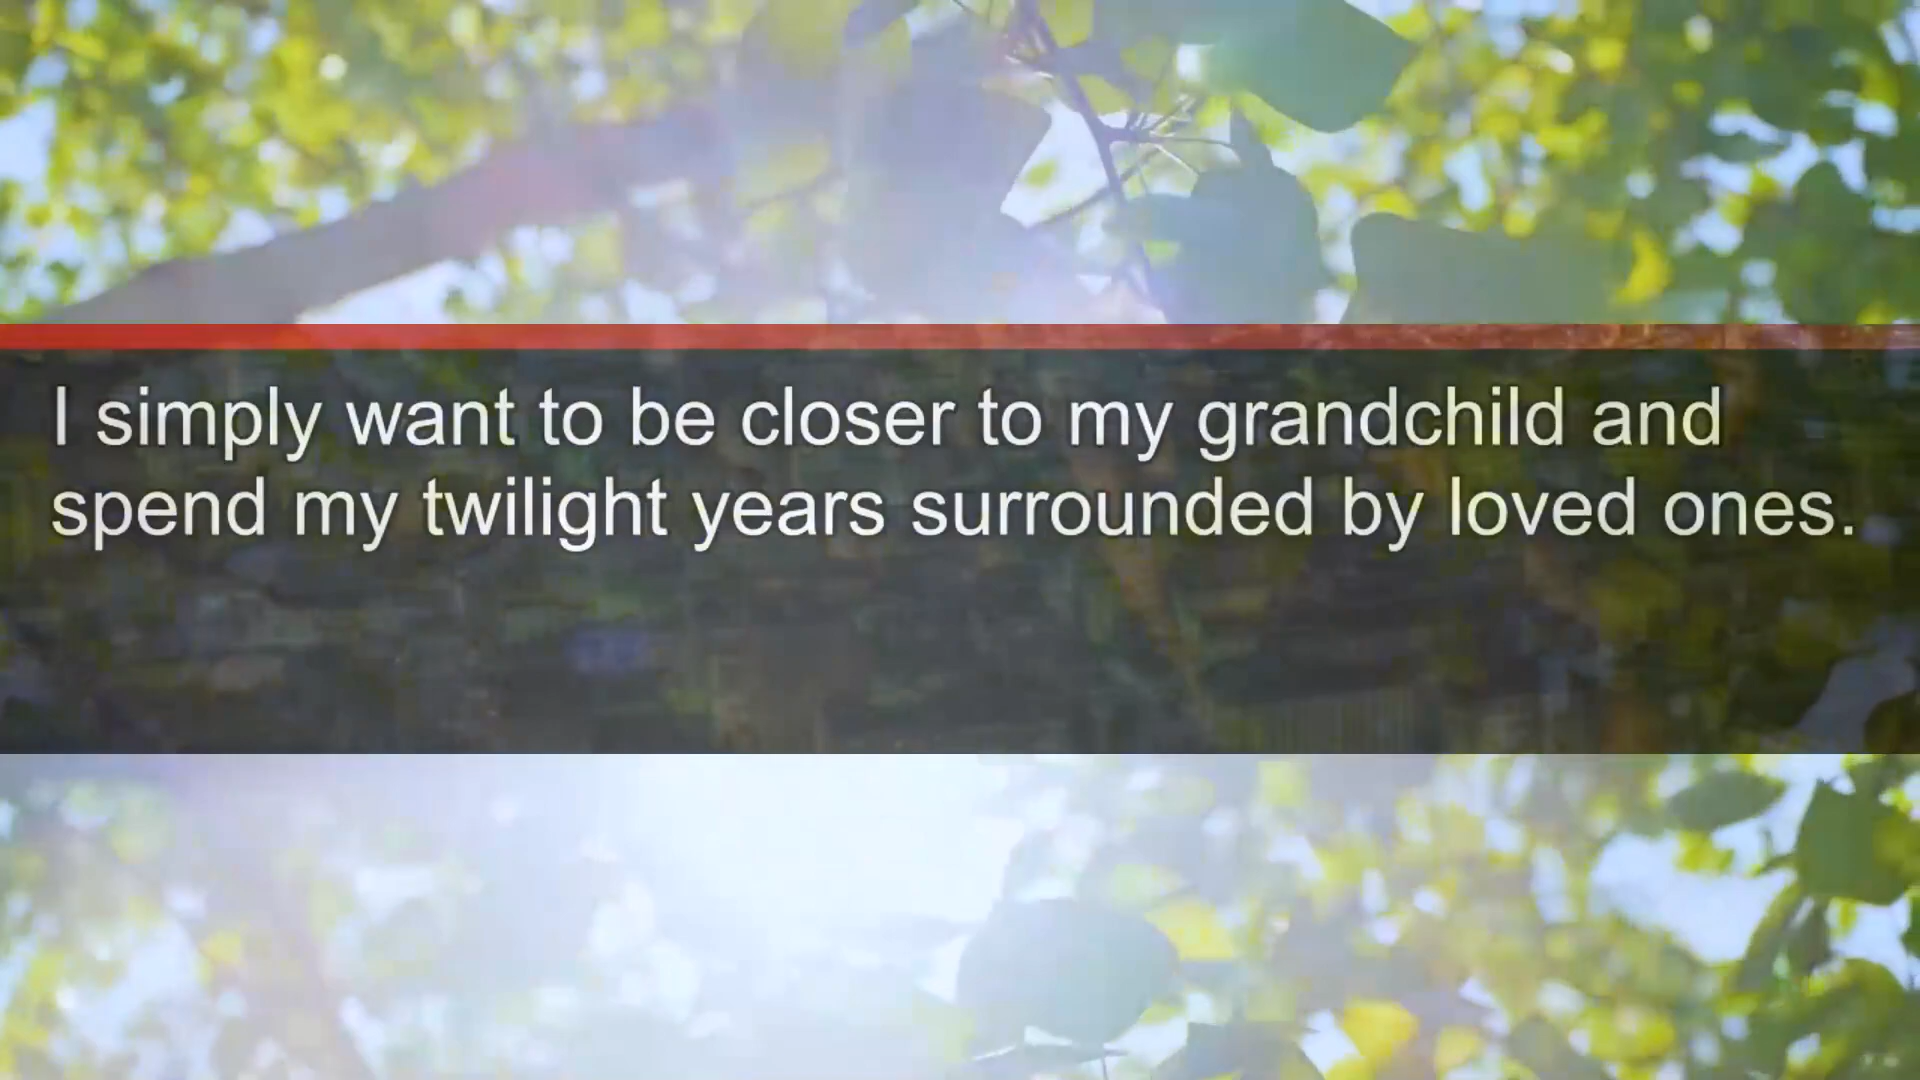 I simply want to be closer to my grandchild and
spend my twilight years surrounded by loved ones.